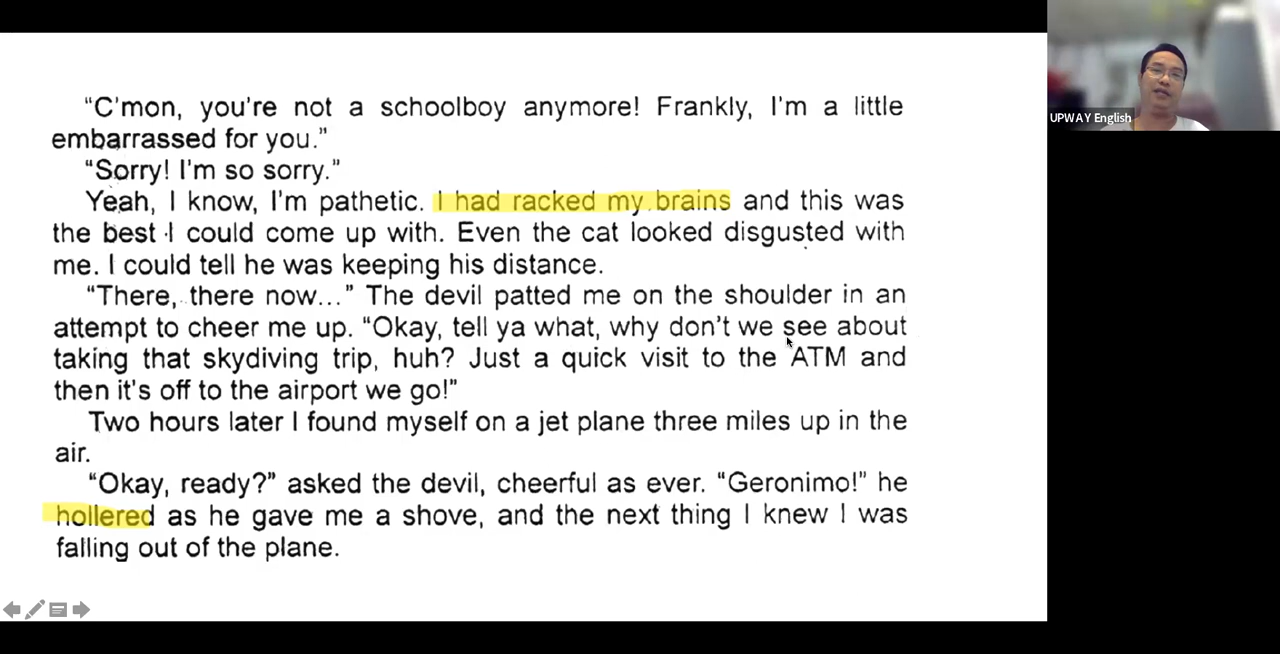 “C’mon, you’re not a schoolboy anymore! Frankly, I’m a little
embarrassed for you.”
“Sorry! I'm so sorry.”
Yeah, I know, I'm pathetic. I had racked my brains and this was
the best I could come up with. Even the cat looked disgusted with
me. I could tell he was keeping his distance.
“There, there now...” The devil patted me on the shoulder in an
attempt to cheer me up. “Okay, tell ya what, why don’t we see about
taking that skydiving trip, huh? Just a quick visit to the ATM and
then it's off to the airport we go!”
Two hours later I found myself on a jet plane three miles up in the
air.
“Okay, ready?” asked the devil, cheerful as ever. “Geronimo!” he
hollered as he gave me a shove, and the next thing I knew I was
falling out of the plane.
UPWAY English